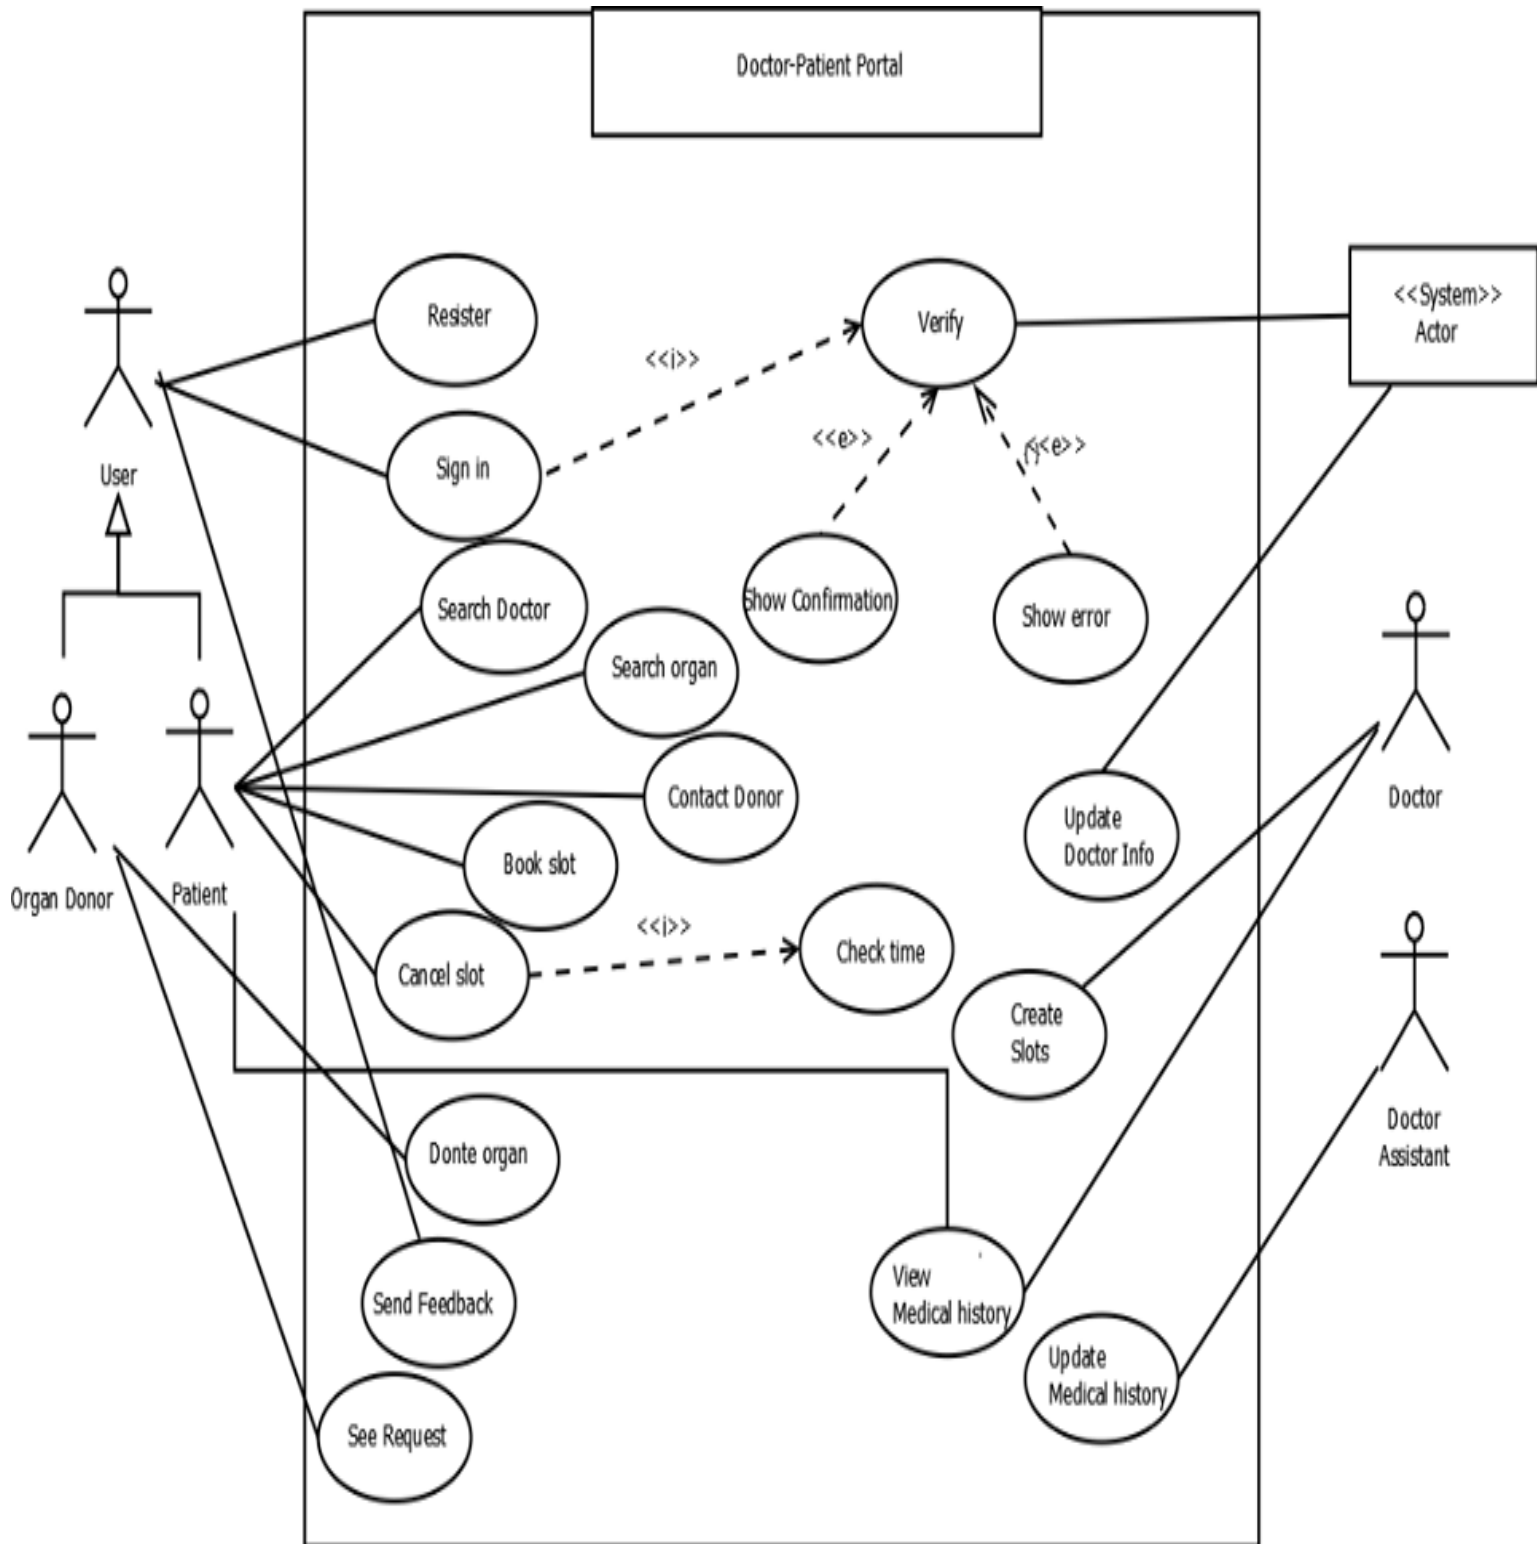 Doctor-Patient Portal
Resister
Verify
<<System>>
Actor
<<i>>
Sign in
<<e>>
<<e>>
User
Search Doctor
Show Confirmation
Show error
Search organ
Contact Donor
Doctor
Update
Doctor Info
Book slot
Organ Donor
Patient
<<i>>
Cancel slot
Check time
Create
Slots
Doctor
Assistant
Donte organ
View
Medical history
Send Feedback
Update
Medical history
See Request